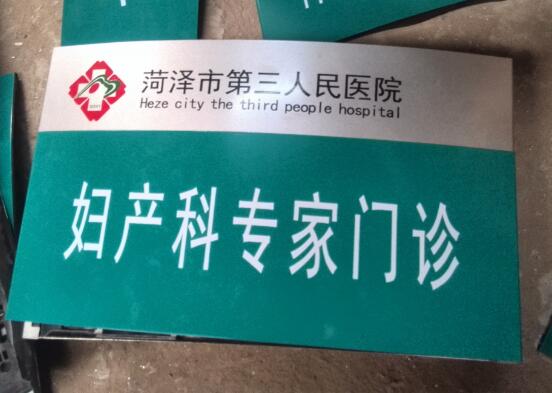 菏泽市第三人民医院
Heze city the third people hospital
妇产科专家门诊